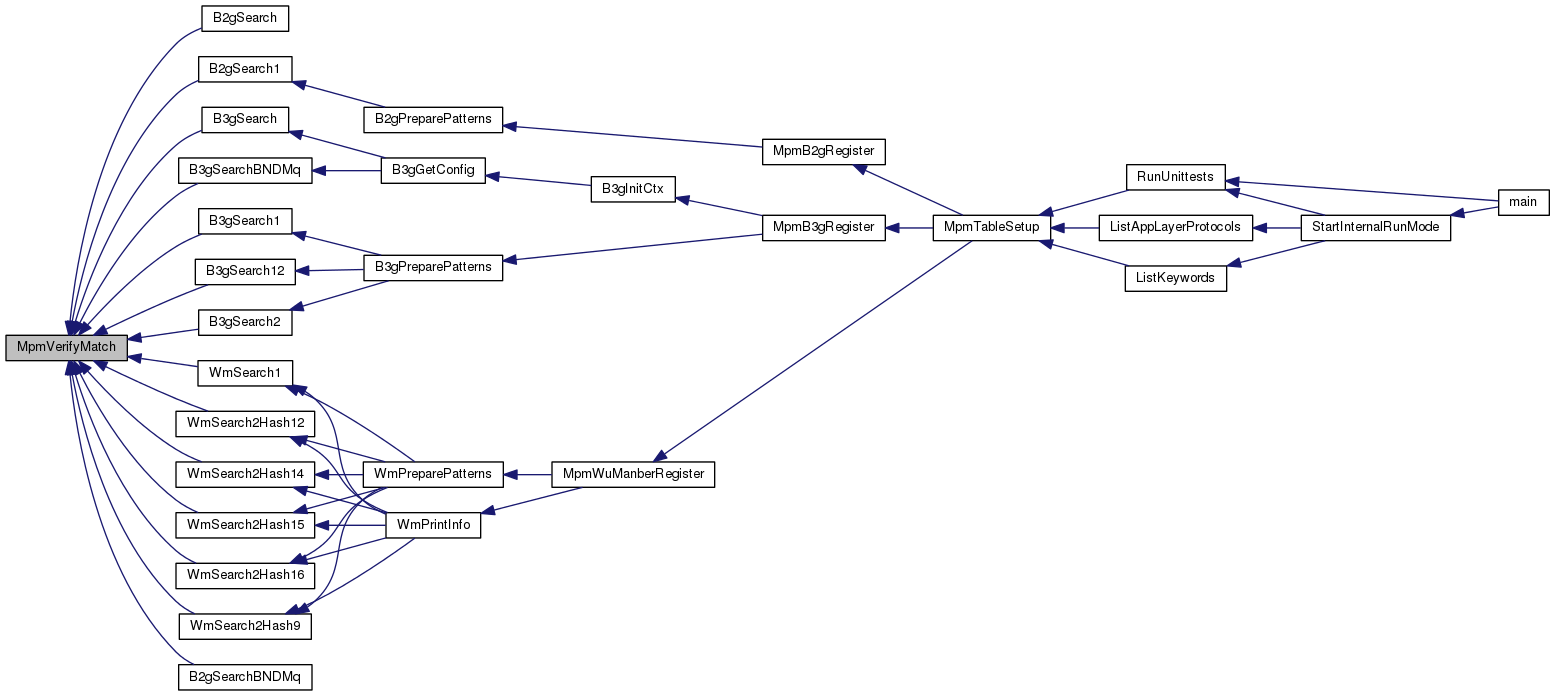 B2gSearch
B2gSearch1
B3gSearch
B2gPreparePatterns
MpmB2gRegister
B3gSearchBNDMq
B3gGetConfig
B3gInitCtx
RunUnittests
main
B3gSearch1
MpmB3gRegister
MpmTableSetup
ListAppLayerProtocols
StartInternalRunMode
B3gSearch12
B3gPreparePatterns
ListKeywords
B3gSearch2
MpmVerifyMatch
WmSearch1
WmSearch2Hash12
WmSearch2Hash14
WmPreparePatterns
MpmWuManberRegister
WmSearch2Hash15
WmPrintInfo
WmSearch2Hash16
WmSearch2Hash9
B2gSearchBNDMq